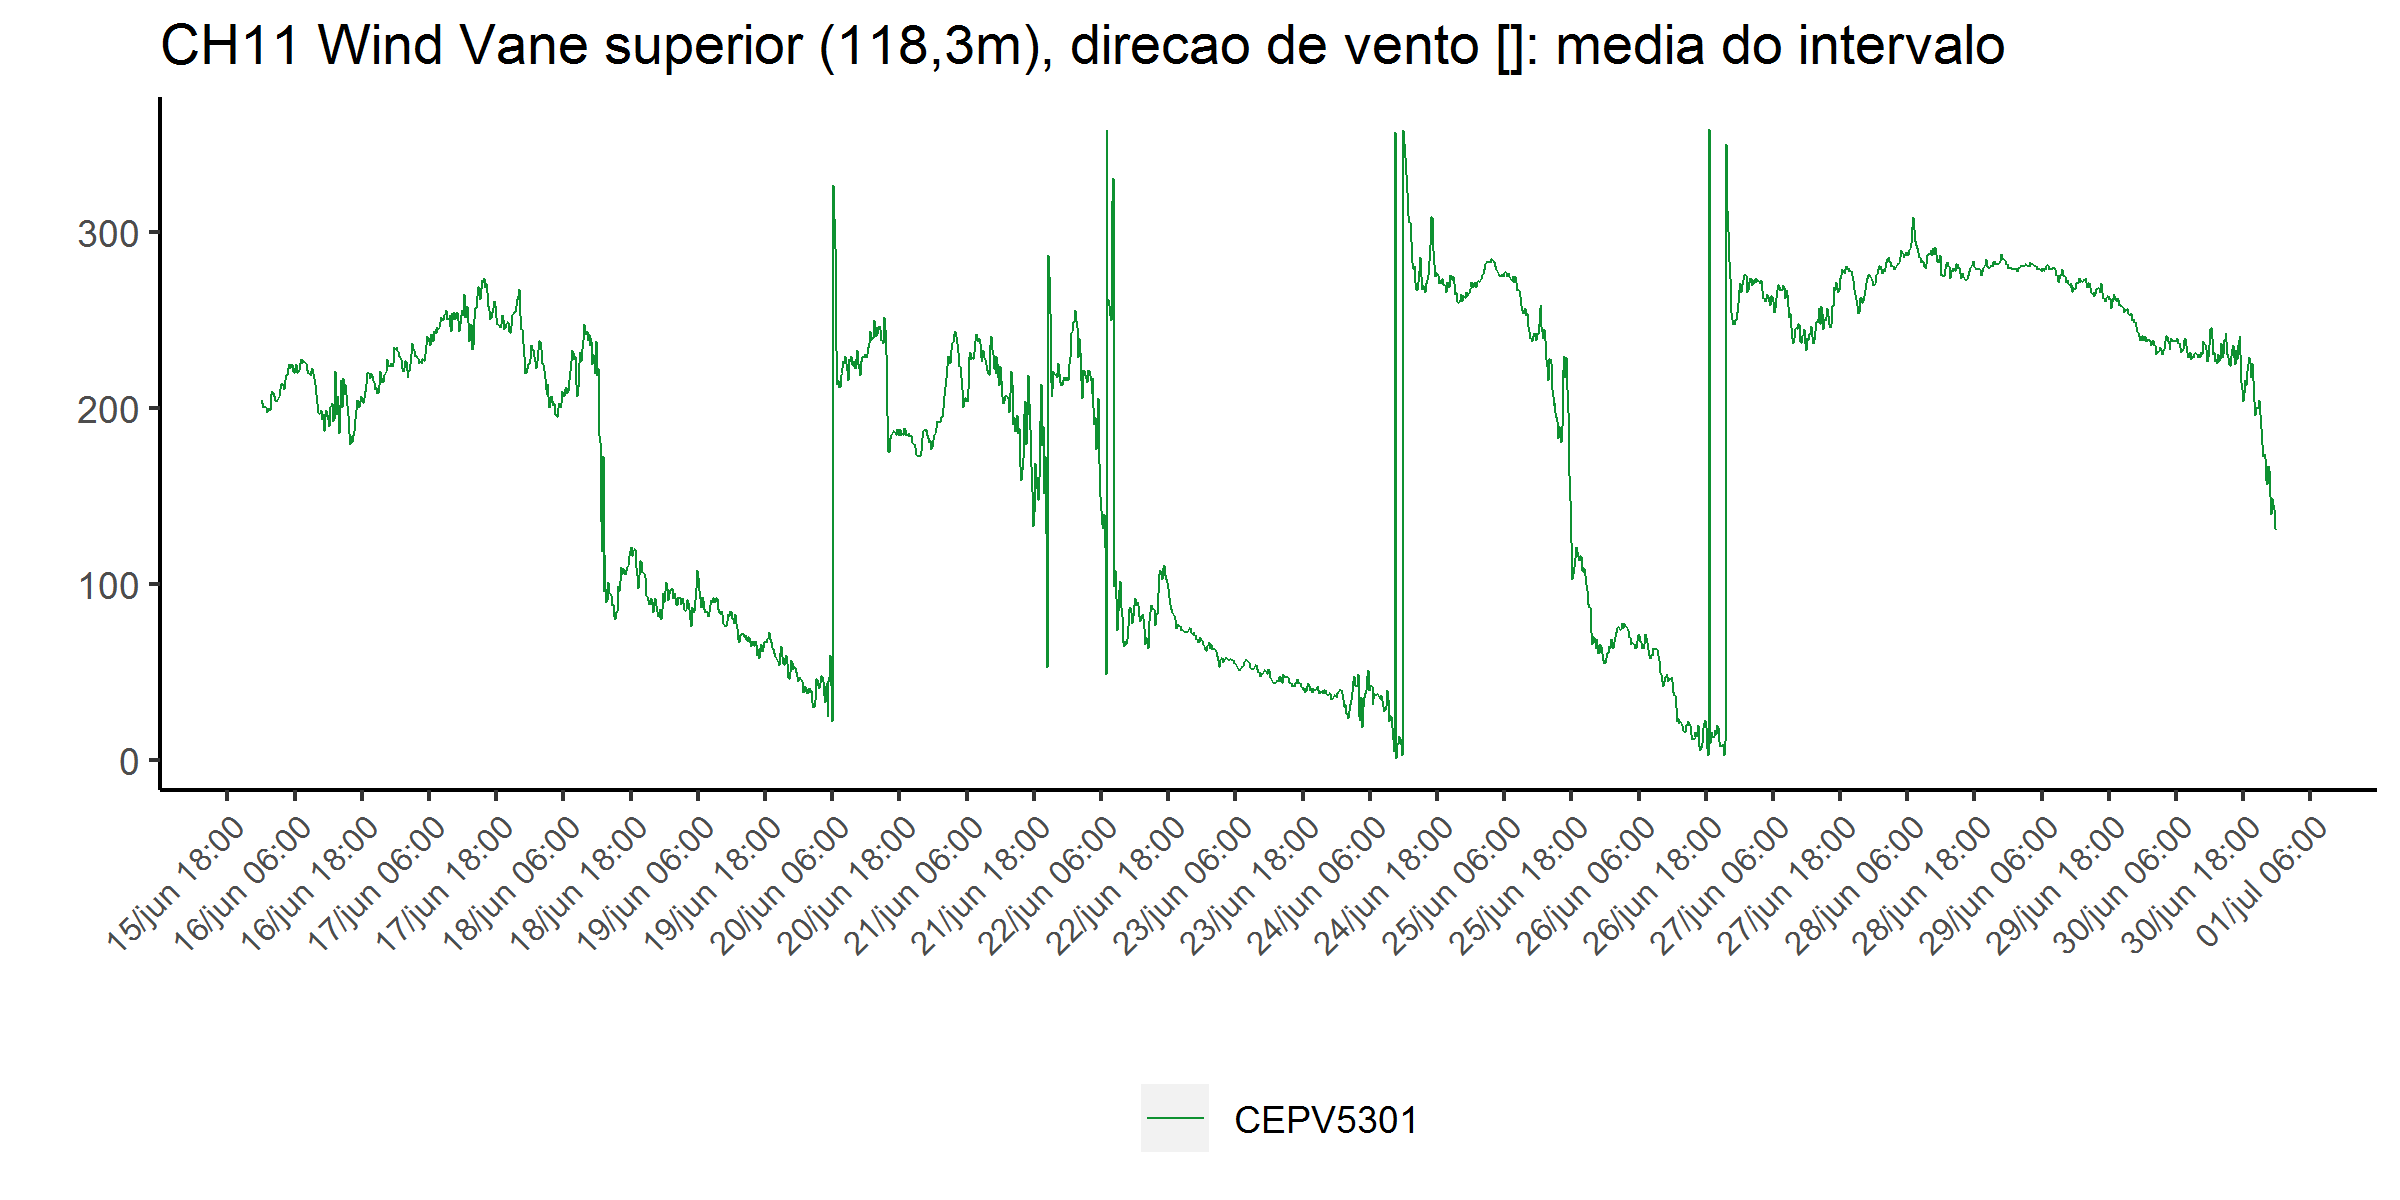 CH11 Wind Vane superior (118,3m), direcao de vento []: media do intervalo
300
200
100
0
15/jun 18:00
16/jun 06:00
16/jun 18:00
17/jun 06:00
17/jun 18:00
18/jun 06:00
18/jun 18:00
19/jun 06:00
19/jun 18:00
20/jun 06:00
20/jun 18:00
21/jun 06:00
21/jun 18:00
22/jun 06:00
22/jun 18:00
23/jun 06:00
23/jun 18:00
24/jun 06:00
24/jun 18:00
25/jun 06:00
25/jun 18:00
26/jun 06:00
26/jun 18:00
27/jun 06:00
27/jun 18:00
28/jun 06:00
28/jun 18:00
29/jun 06:00
29/jun 18:00
30/jun 06:00
30/jun 18:00
01/jul 06:00
CEPV5301